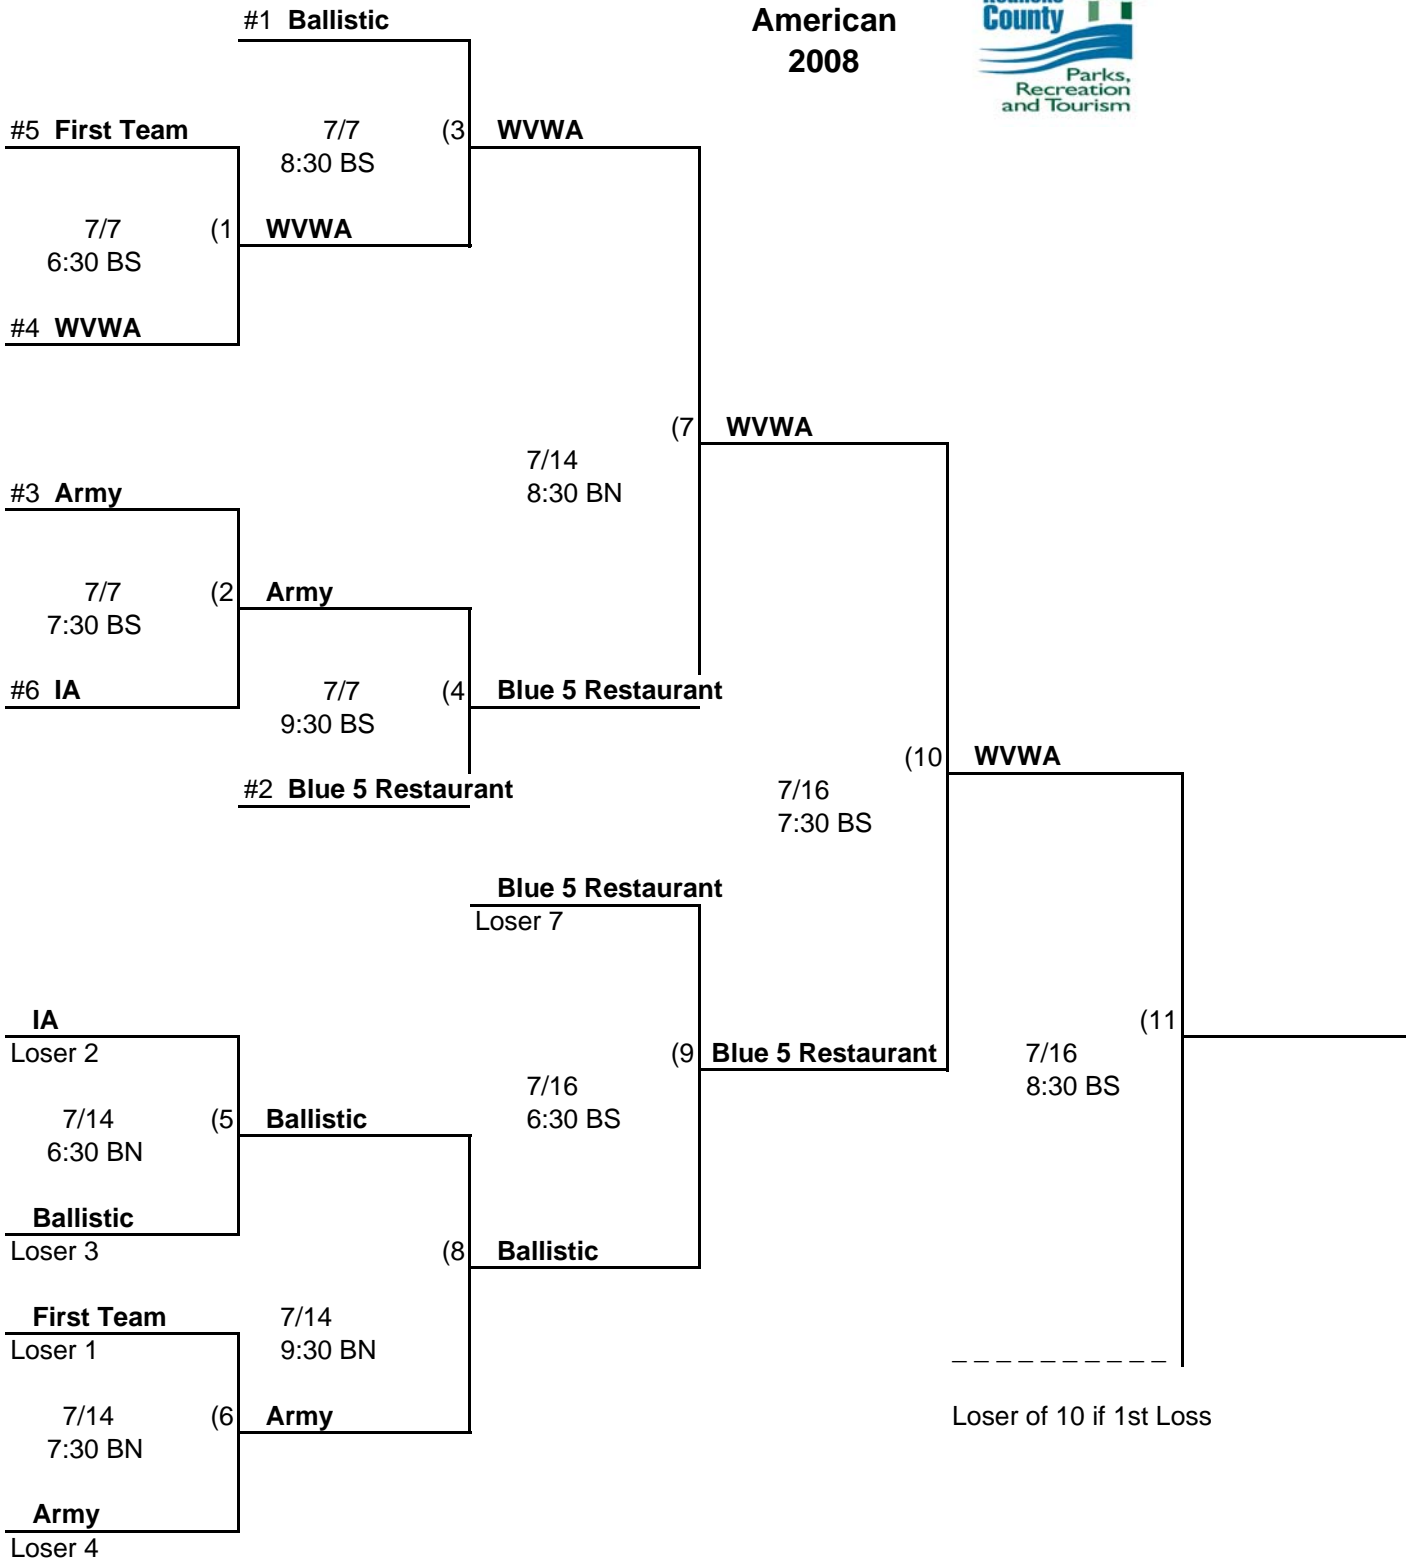 #1 Ballistic
American
2008
County
Parks,
Recreation
and Tourism
#5 First Team
7/7
8:30 BS
(3
WVWA
7/7
6:30 BS
(1
WVWA
#4 WVWA
(7
WVWA
7/14
8:30 BN
#3 Army
7/7
7:30 BS
(2
Army
#6 IA
7/7
9:30 BS
(4
Blue 5 Restaurant
#2 Blue 5 Restaurant
(10
WVWA
7/16
7:30 BS
Blue 5 Restaurant
Loser 7
IA
Loser 2
(11
7/16
8:30 BS
(9
Blue 5 Restaurant
7/16
6:30 BS
7/14
6:30 BN
(5
Ballistic
Ballistic
Loser 3
(8
Ballistic
First Team
Loser 1
7/14
9:30 BN
_ _ _ _ _ _ _ _ _ _
Loser of 10 if 1st Loss
7/14
7:30 BN
(6
Army
Army
Loser 4